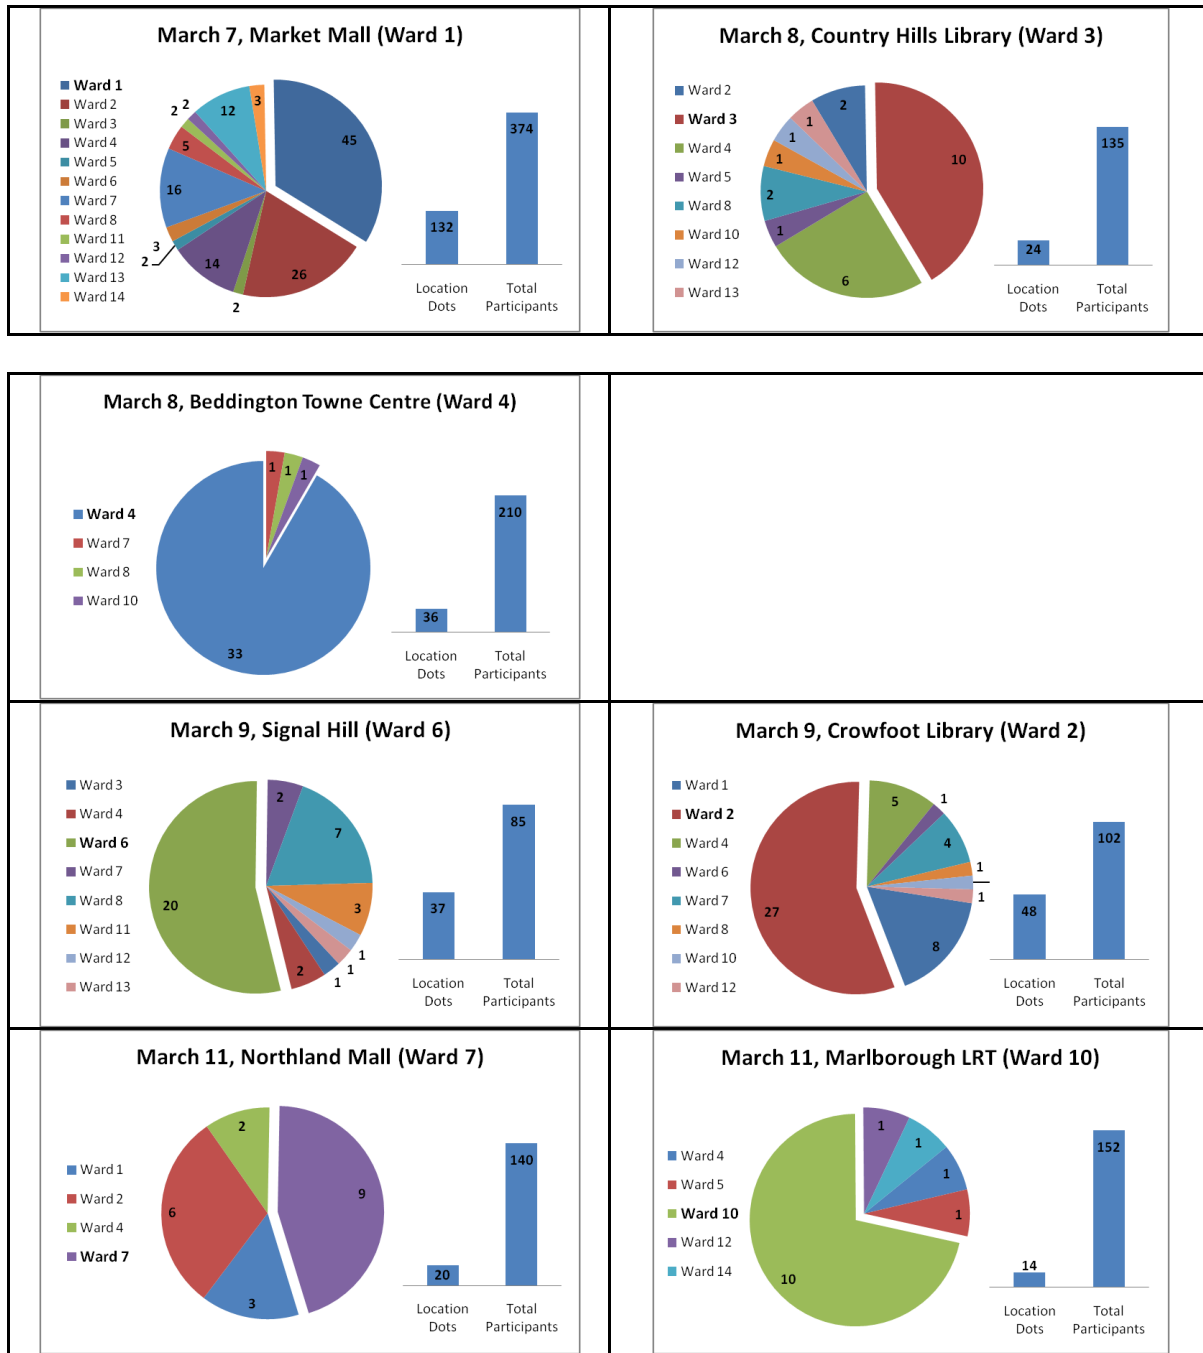 March 7, Market Mall (Ward 1)
Ward 1
Ward 2
Ward 3
Ward 4
Ward 5
Ward 6
Ward 7
Ward 8
Ward 11
Ward 12
Ward 13
Ward 14
45
26
2
14
2
3
16
5
2
2
12
3
132
374
Location
Dots
Total
Participants
March 8, Country Hills Library (Ward 3)
Ward 2
Ward 3
Ward 4
Ward 5
Ward 8
Ward 10
Ward 12
Ward 13
2
10
6
1
2
1
1
1
24
135
Location
Dots
Total
Participants
March 8, Beddington Towne Centre (Ward 4)
Ward 4
Ward 7
Ward 8
Ward 10
1
1
1
33
36
210
Location
Dots
Total
Participants
March 9, Signal Hill (Ward 6)
Ward 3
Ward 4
Ward 6
Ward 7
Ward 8
Ward 11
Ward 12
Ward 13
2
7
3
1
1
1
2
20
37
85
Location
Dots
Total
Participants
March 9, Crowfoot Library (Ward 2)
Ward 1
Ward 2
Ward 4
Ward 6
Ward 7
Ward 8
Ward 10
Ward 12
5
1
4
1
1
8
27
48
102
Location
Dots
Total
Participants
March 11, Northland Mall (Ward 7)
Ward 1
Ward 2
Ward 4
Ward 7
2
9
6
3
20
140
Location
Dots
Total
Participants
March 11, Marlborough LRT (Ward 10)
Ward 4
Ward 5
Ward 10
Ward 12
Ward 14
1
1
1
1
10
14
152
Location
Dots
Total
Participants